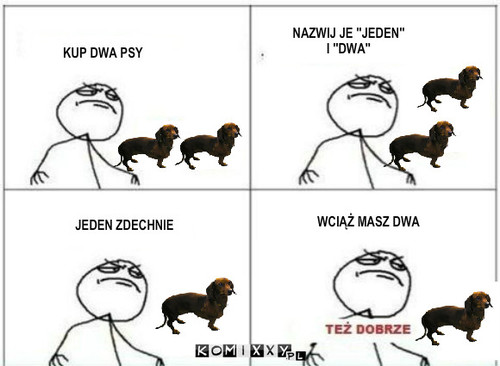 KUP DWA PSY
NAZWIJ JE "JEDEN"
I "DWA"
JEDEN ZDECHNIE
WCIĄŻ MASZ DWA
TEŻ DOBRZE
KOMIXXY.PL